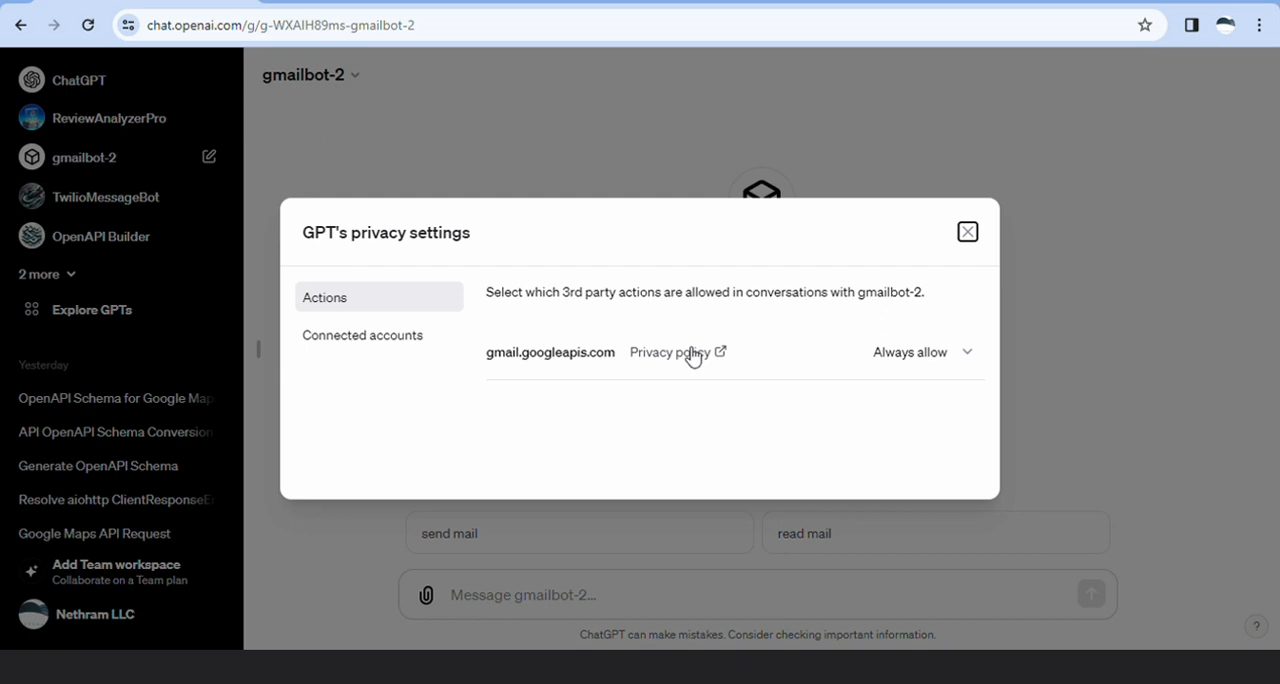 chat.openai.com/g/g-WXAIH89ms-gmailbot-2
ChatGPT
ReviewAnalyzerPro
gmailbot-2
TwilioMessageBot
OpenAPI Builder
2 more
Explore GPTs
Yesterday
OpenAPI Schema for Google Map
API OpenAPI Schema Conversion
Generate OpenAPI Schema
Resolve aiohttp ClientResponseE
Google Maps API Request
Add Team workspace
Collaborate on a Team plan
Nethram LLC
gmailbot-2
GPT's privacy settings
Actions
Connected accounts
Select which 3rd party actions are allowed in conversations with gmailbot-2.
gmail.googleapis.com Privacy policy Always allow
send mail
read mail
Message gmailbot-2...
ChatGPT can make mistakes. Consider checking important information.
?